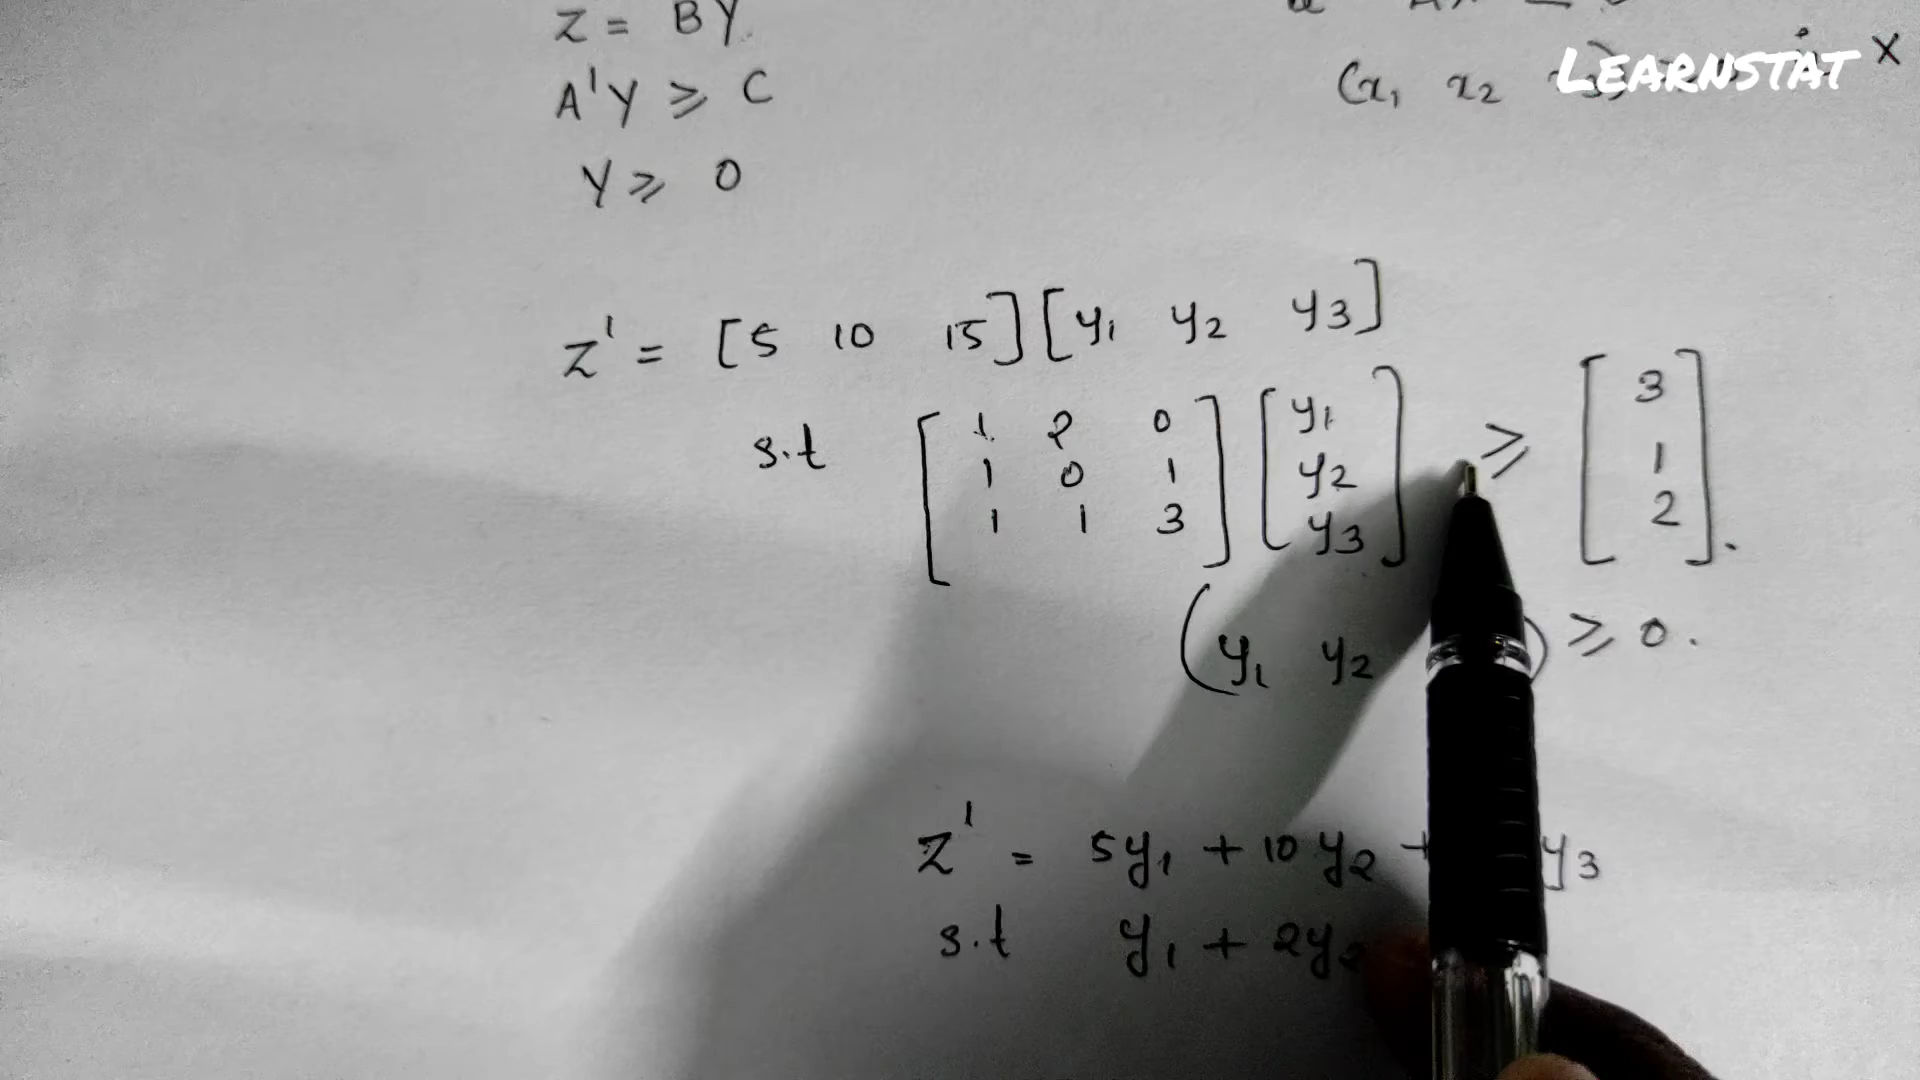 Z = BY
LEARNSTAT
x
A'Y ⩾ C
(x₁ x₂
Y ⩾ 0
Z' = [5 10 15] [y₁ y₂ y₃]
s.t [1 2 0] [y₁] ⩾ [3]
[1 0 1] [y₂] [1]
[1 1 3] [y₃] [2].
(y₁ y₂ ) ⩾ 0.
Z' = 5y₁ + 10y₂ + y₃
s.t y₁ + 2y₂